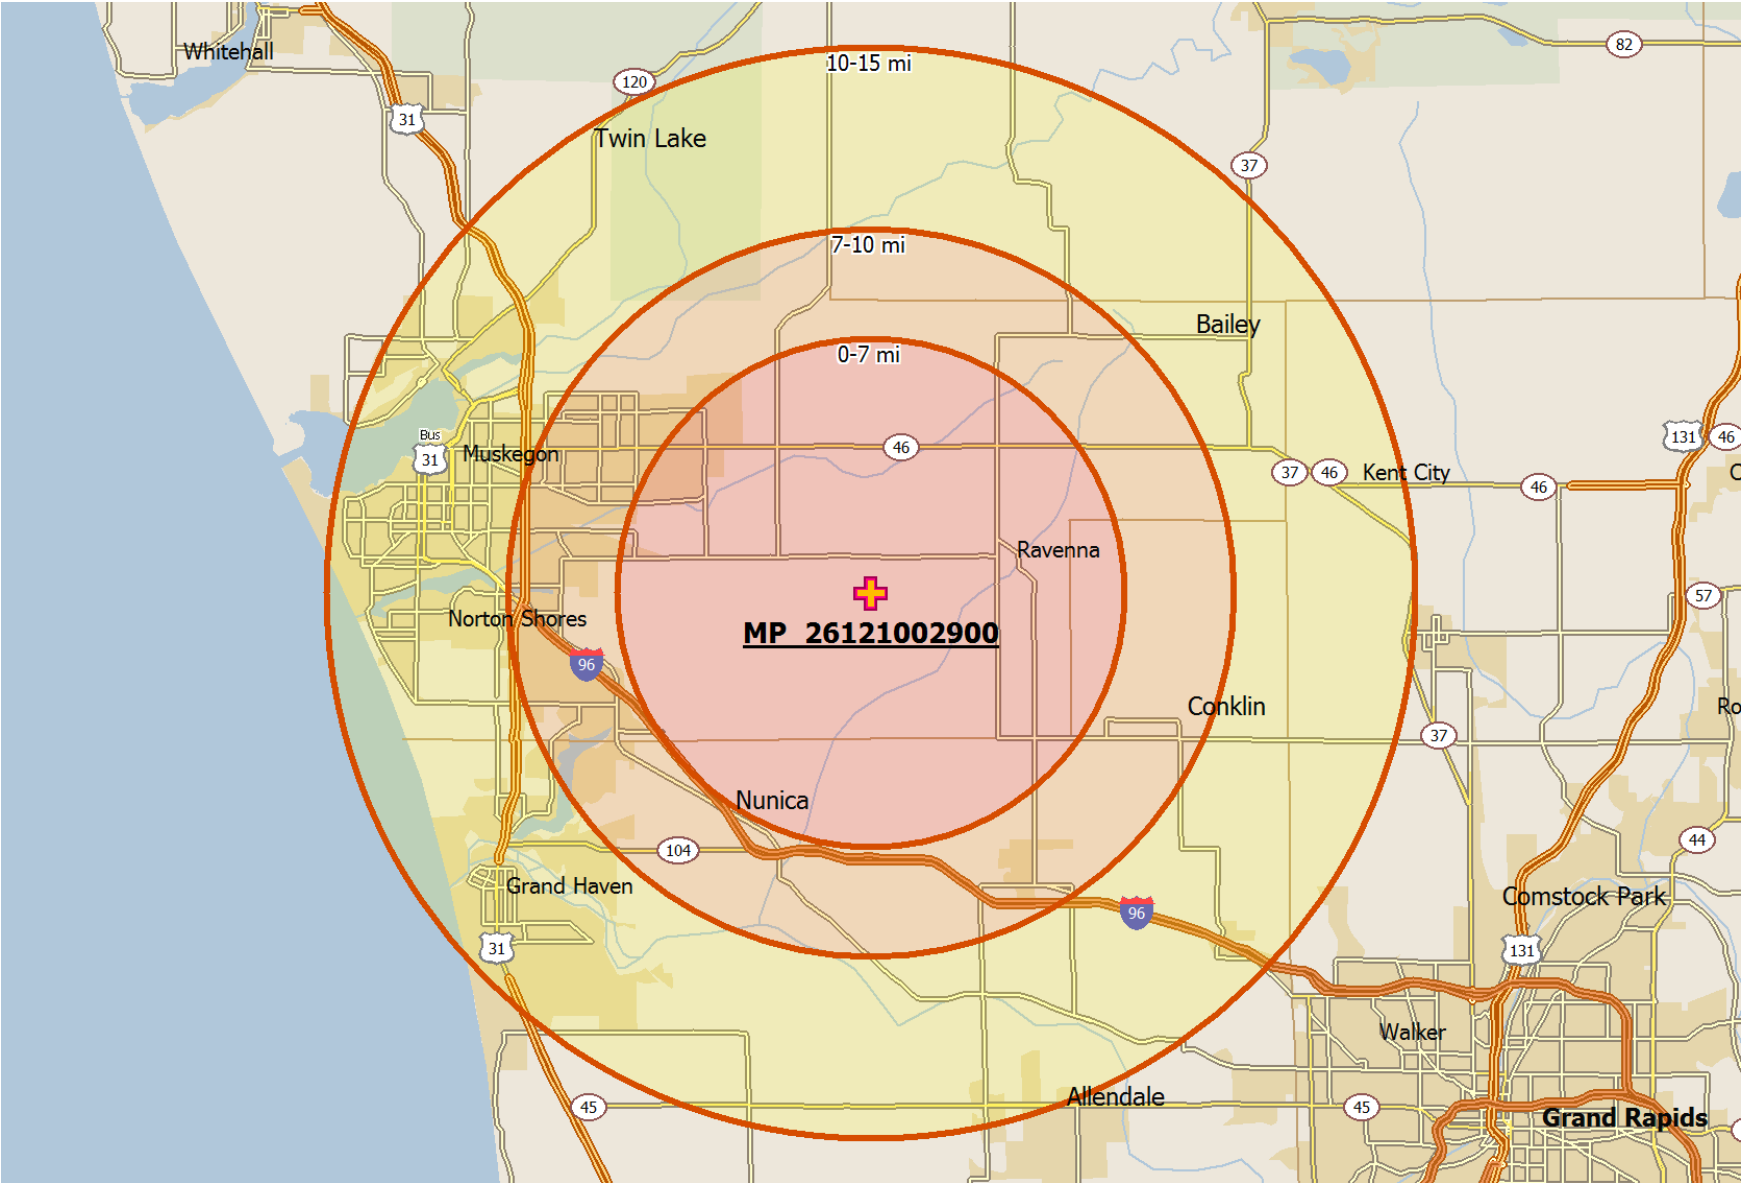 10-15 mi
82
Whitehall
120
31
Twin Lake
37
7-10 mi
Bailey
0-7 mi
Bus
31
Muskegon
46
131
46
37
46
Kent City
46
Ravenna
57
MP_26121002900
Norton Shores
96
Conklin
Ro
37
Nunica
104
44
Grand Haven
Comstock Park
96
31
131
Walker
Allendale
45
45
Grand Rapids